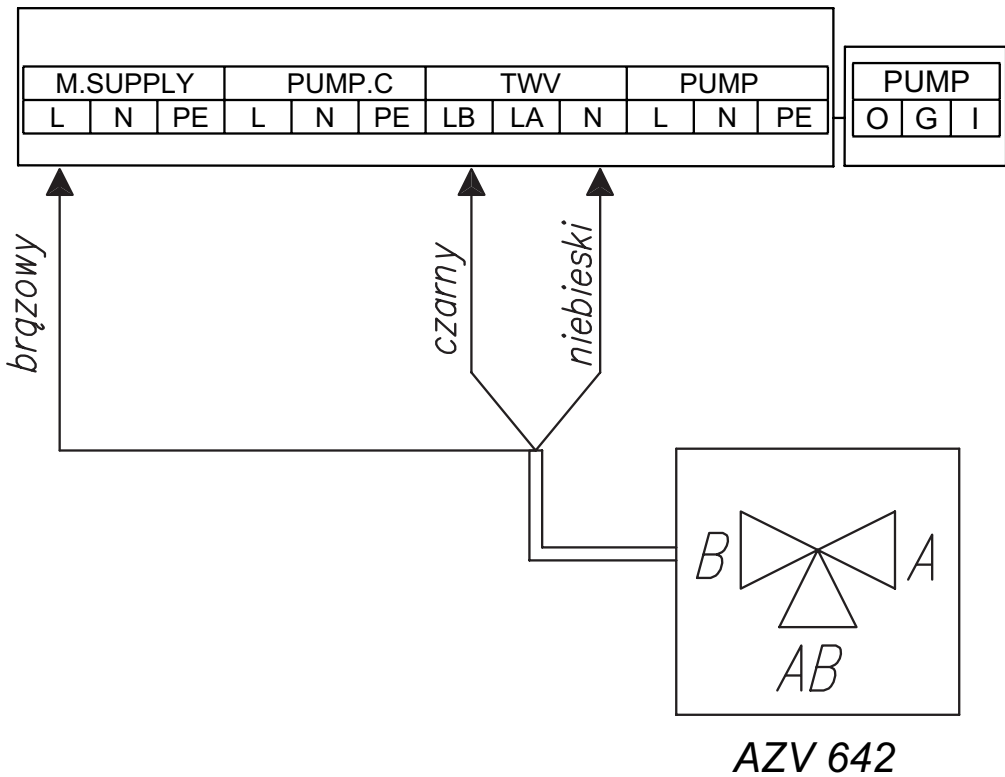 M.SUPPLY PUMP.C TWV PUMP
L N PE L N PE LB LA N L N PE
PUMP
O G I
brązowy
czarny
niebieski
B A
AB
AZV 642